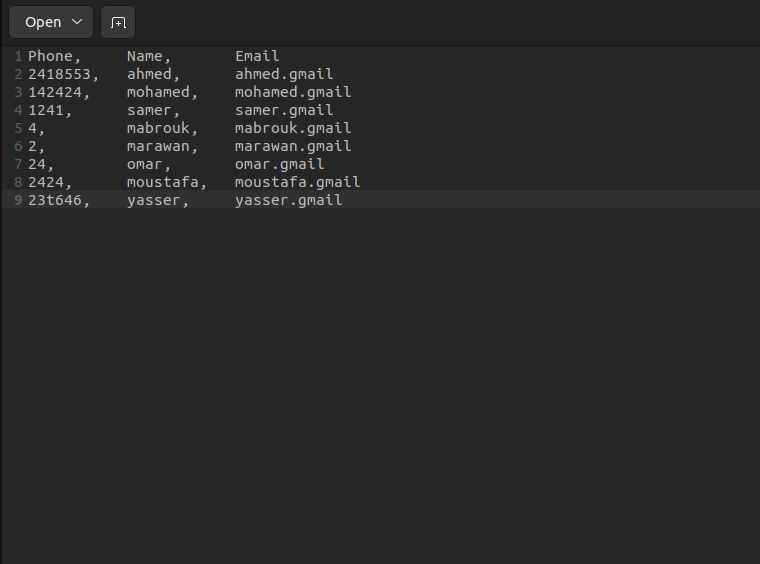 Open
1 Phone, Name, Email
2 2418553, ahmed, ahmed.gmail
3 142424, mohamed, mohamed.gmail
4 1241, samer, samer.gmail
5 4, mabrouk, mabrouk.gmail
6 2, marawan, marawan.gmail
7 24, omar, omar.gmail
8 2424, moustafa, moustafa.gmail
9 23t646, yasser, yasser.gmail